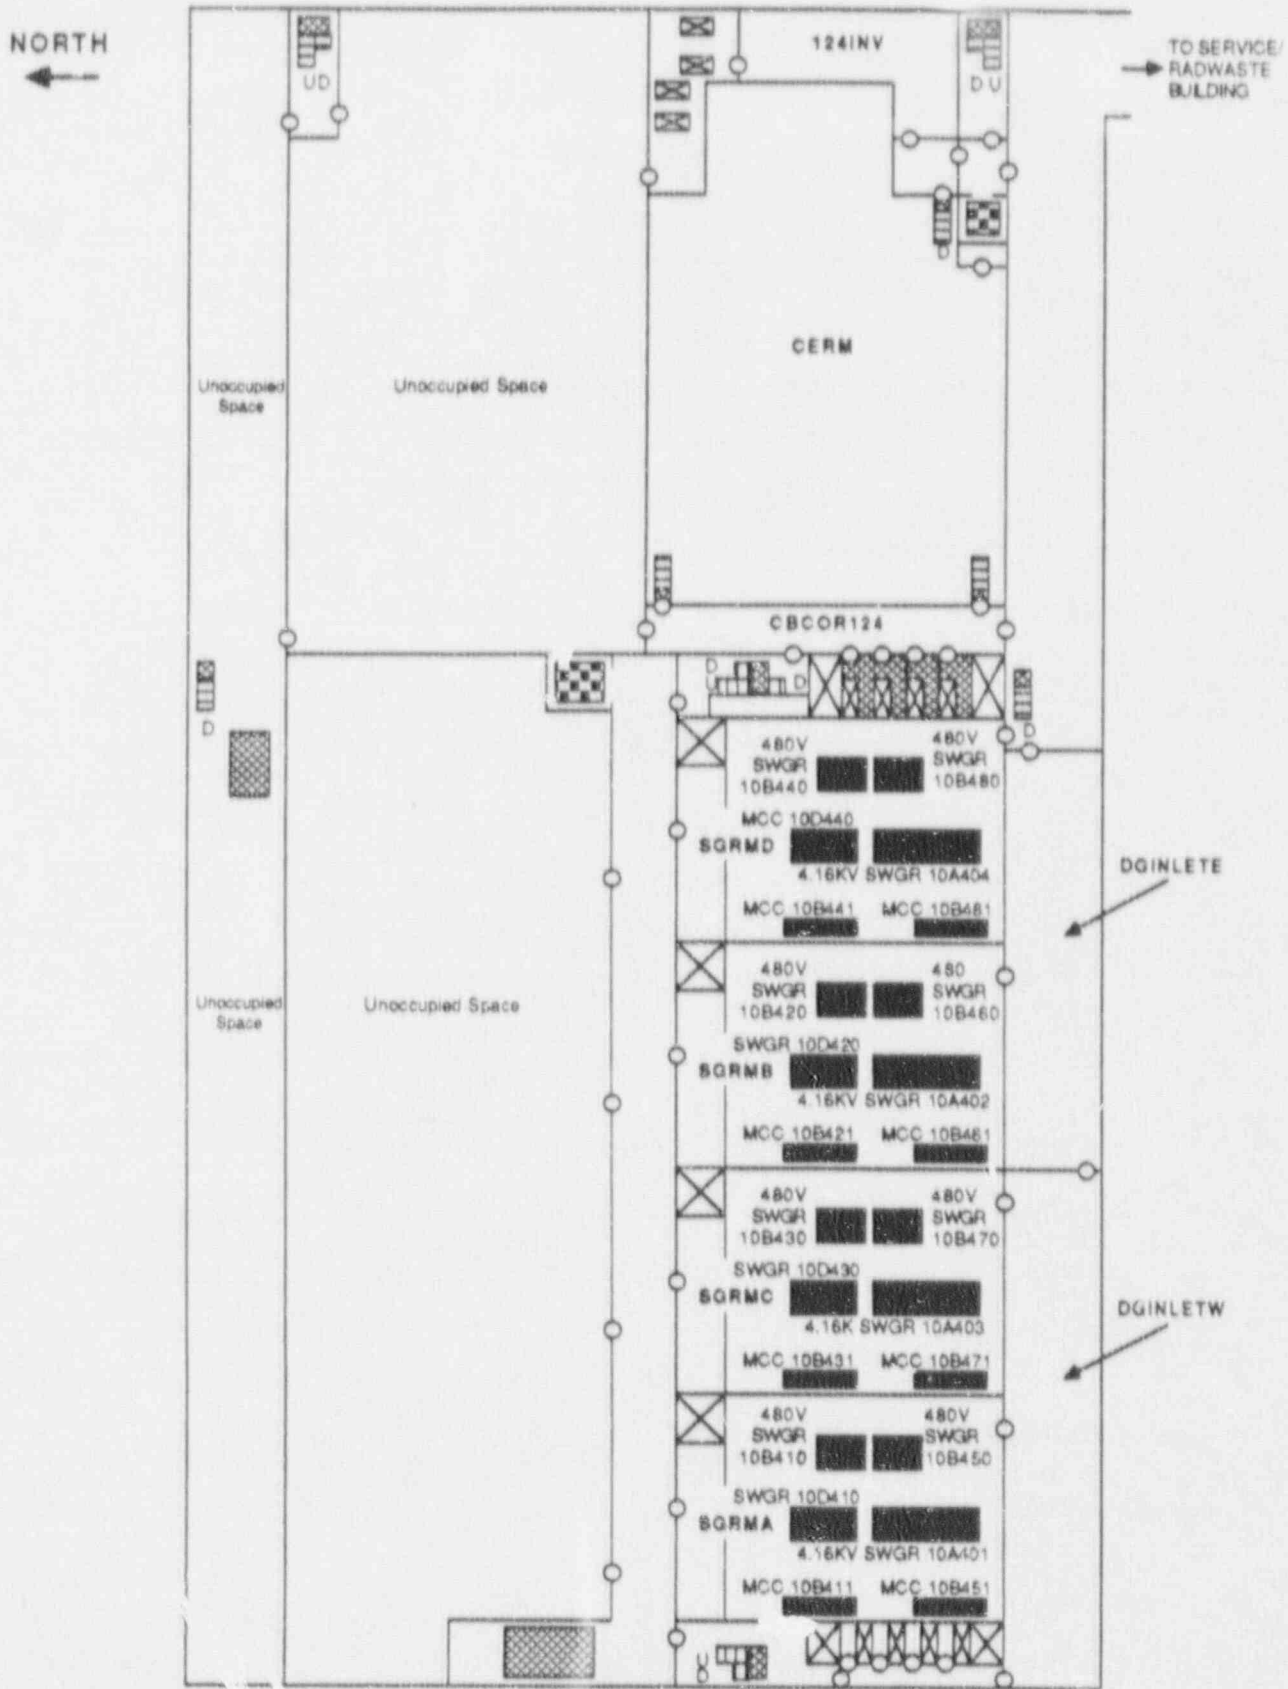 NORTH
124INV
TO SERVICE/
RADWASTE
BUILDING
UD
D U
D
CERM
Unoccupied
Space
Unoccupied Space
CBCOR124
D
U
D
D
D
480V
SWGR
10B440
480V
SWGR
10B480
MCC 10D440
SGRMD
4.16KV SWGR 10A404
MCC 10B441
MCC 10B481
DGINLETE
480V
SWGR
10B420
480
SWGR
10B460
Unoccupied
Space
Unoccupied Space
SWGR 10D420
SGRMB
4.16KV SWGR 10A402
MCC 10B421
MCC 10B461
480V
SWGR
10B430
480V
SWGR
10B470
SWGR 10D430
SGRMC
4.16K SWGR 10A403
DGINLETW
MCC 10B431
MCC 10B471
480V
SWGR
10B410
480V
SWGR
10B450
SWGR 10D410
SGRMA
4.16KV SWGR 10A401
MCC 10B411
MCC 10B451
U
D